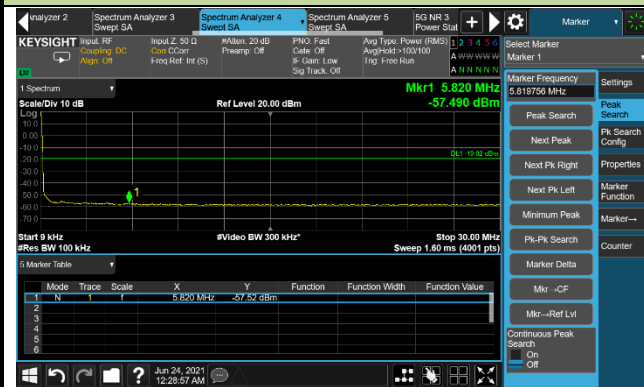 nalyzer 2
Spectrum Analyzer 3
Swept SA
Spectrum Analyzer 4
Swept SA
Spectrum Analyzer 5
Swept SA
5G NR 3
Power Stat
Marker
KEYSIGHT
Input: RF
Coupling: DC
Align: Off
Input Z: 50 Ω
Corr CCorr
Freq Ref: Int (S)
#Atten: 20 dB
Preamp: Off
PNO: Fast
Gate: Off
IF Gain: Low
Sig Track: Off
Avg Type: Power (RMS)
Avg|Hold:>100/100
Trig: Free Run
1 2 3 4 5 6
A W W W W W
A N N N N N
1 Spectrum
Mkr1 5.820 MHz
Scale/Div 10 dB
Ref Level 20.00 dBm
-57.490 dBm
Log
10.0
0.00
-10.0
-20.0
-30.0
-40.0
-50.0
-60.0
-70.0
1
Start 9 kHz
#Video BW 300 kHz*
Stop 30.00 MHz
#Res BW 100 kHz
Sweep 1.60 ms (4001 pts)
5 Marker Table
Mode Trace Scale X Y Function Function Width Function Value
1 N 1 f 5.820 MHz -57.52 dBm
2
3
4
5
6
Jun 24, 2021
12:28:57 AM
Select Marker
Marker 1
Marker Frequency
5.819756 MHz
Peak Search
Next Peak
Next Pk Right
Next Pk Left
Minimum Peak
Pk-Pk Search
Marker Delta
Mkr→CF
Mkr→Ref Lvl
Continuous Peak
Search
On
Off
Settings
Peak
Search
Pk Search
Config
Properties
Marker
Function
Marker→
Counter